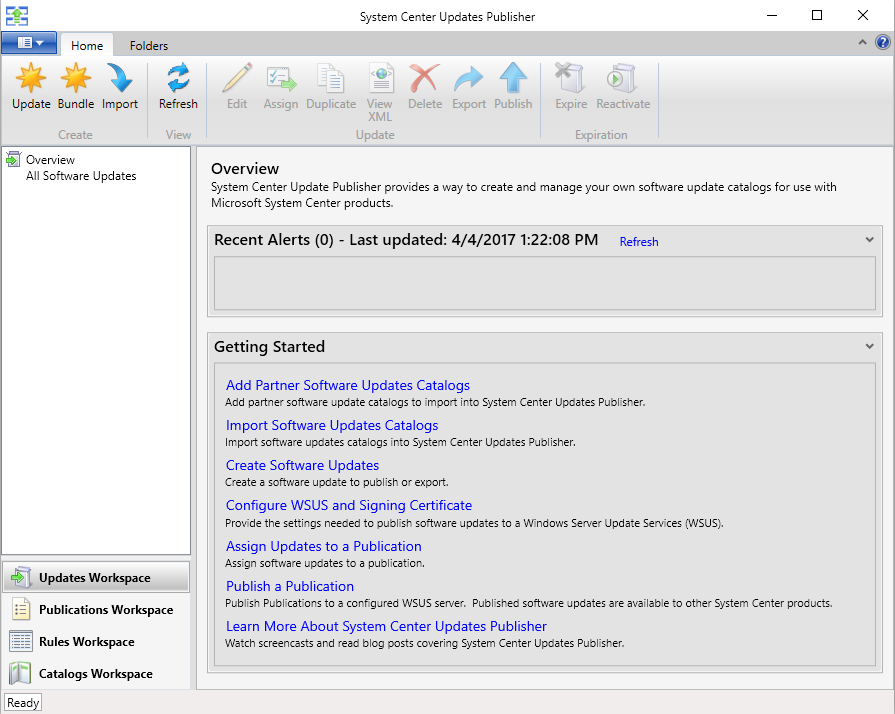 System Center Updates Publisher
Home Folders
Update Bundle Import Refresh Edit Assign Duplicate View XML Delete Export Publish Expire Reactivate
Create View Update Expiration
Overview
All Software Updates
Updates Workspace
Publications Workspace
Rules Workspace
Catalogs Workspace
Overview
System Center Update Publisher provides a way to create and manage your own software update catalogs for use with
Microsoft System Center products.
Recent Alerts (0) - Last updated: 4/4/2017 1:22:08 PM Refresh
Getting Started
Add Partner Software Updates Catalogs
Add partner software update catalogs to import into System Center Updates Publisher.
Import Software Updates Catalogs
Import software updates catalogs into System Center Updates Publisher.
Create Software Updates
Create a software update to publish or export.
Configure WSUS and Signing Certificate
Provide the settings needed to publish software updates to a Windows Server Update Services (WSUS).
Assign Updates to a Publication
Assign software updates to a publication.
Publish a Publication
Publish Publications to a configured WSUS server.  Published software updates are available to other System Center products.
Learn More About System Center Updates Publisher
Watch screencasts and read blog posts covering System Center Updates Publisher.
Ready